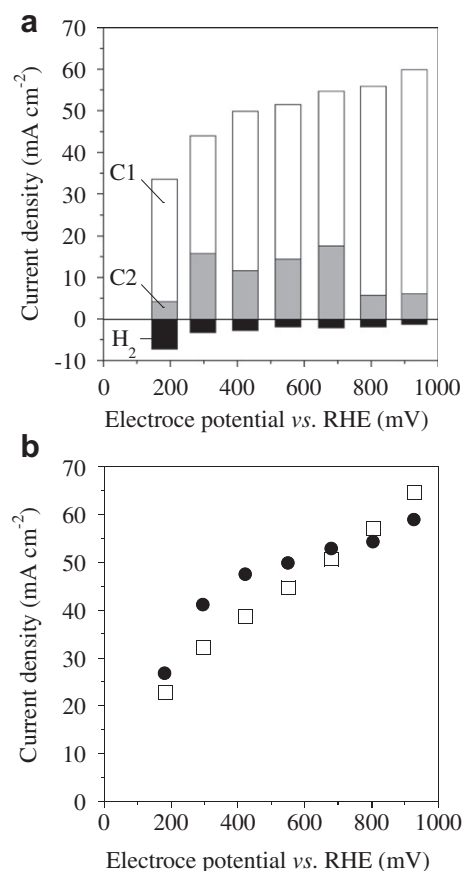 a
70
60
50
40
30
20
10
0
-10
Current density (mA cm⁻²)
C1
C2
H₂
0 200 400 600 800 1000
Electroce potential vs. RHE (mV)
b
70
60
50
40
30
20
10
0
Current density (mA cm⁻²)
0 200 400 600 800 1000
Electroce potential vs. RHE (mV)